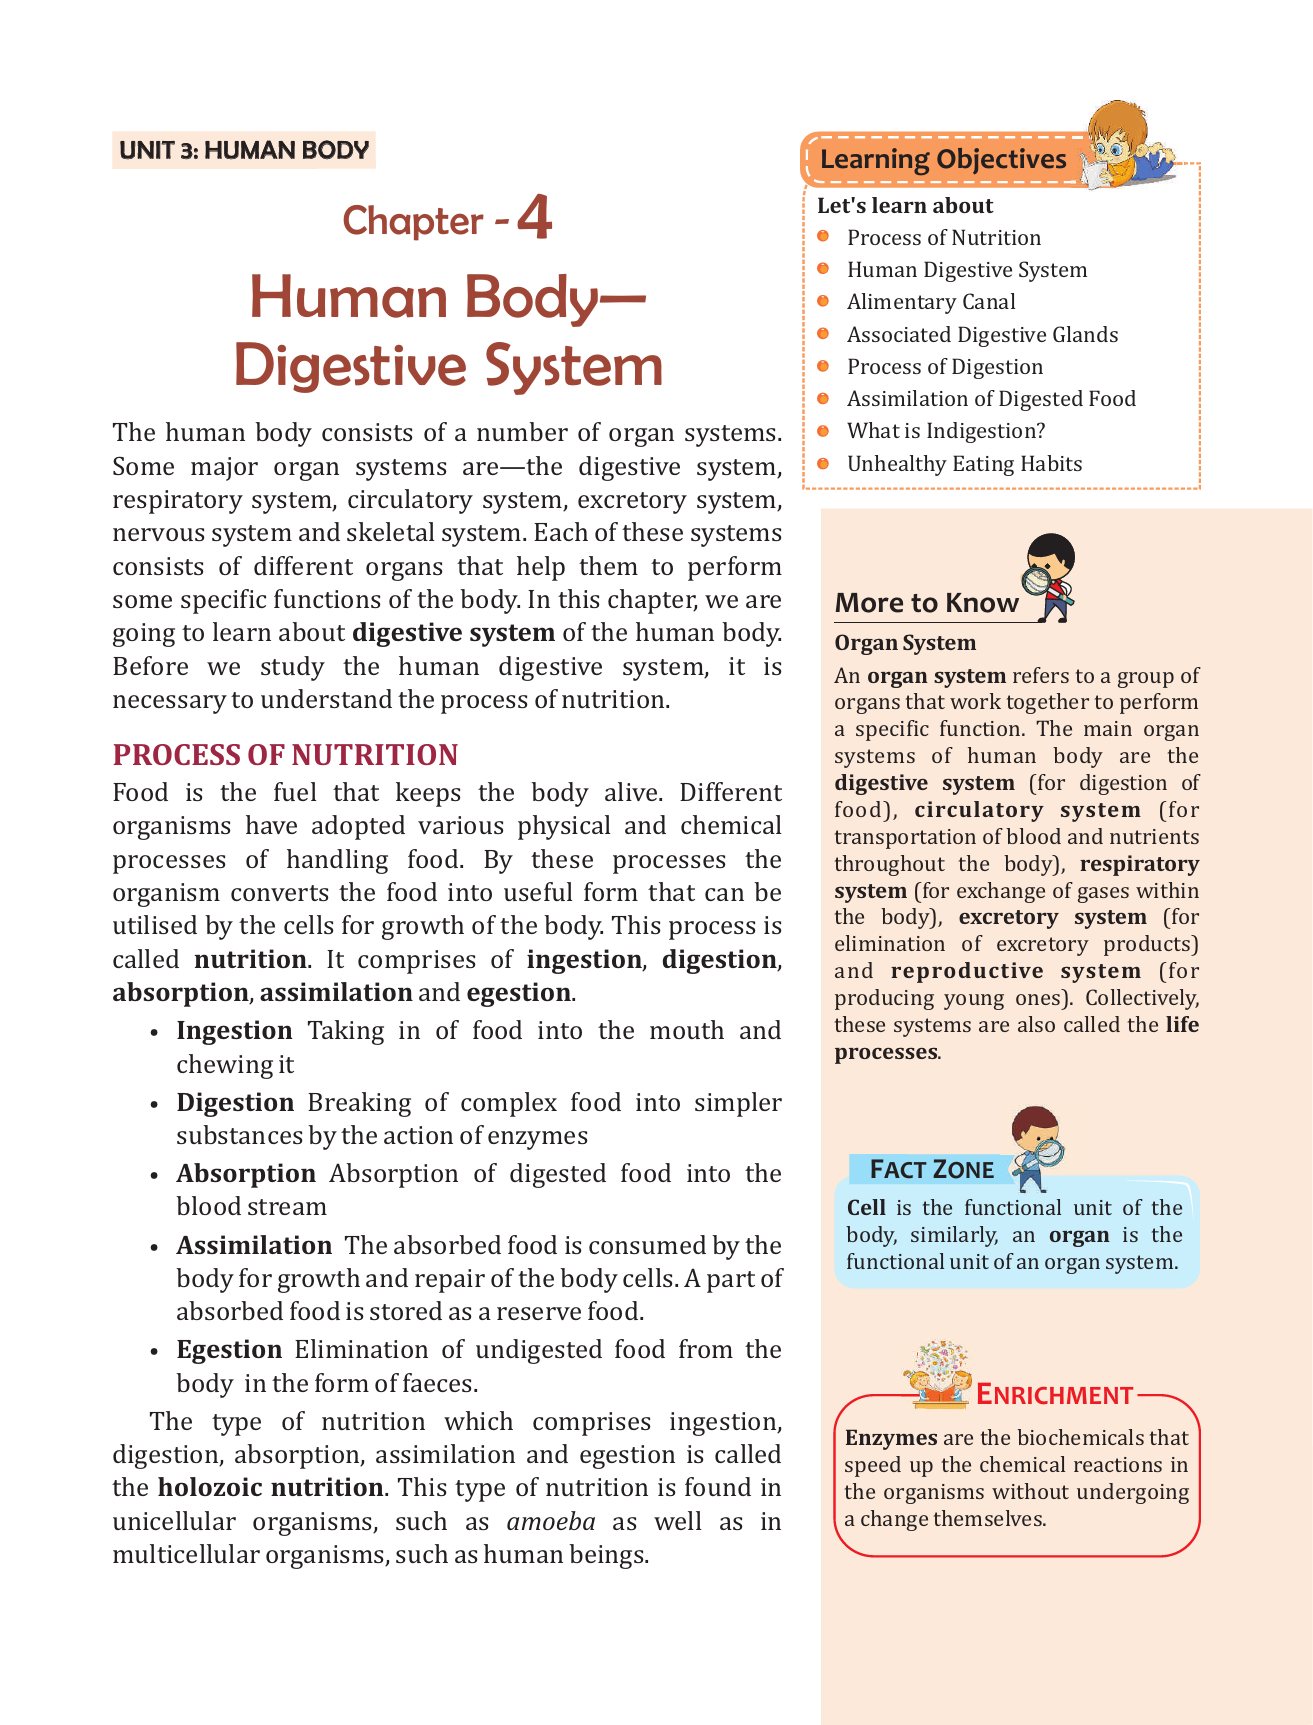 UNIT 3: HUMAN BODY
Chapter - 4
Human Body—
Digestive System
The human body consists of a number of organ systems.
Some major organ systems are—the digestive system,
respiratory system, circulatory system, excretory system,
nervous system and skeletal system. Each of these systems
consists of different organs that help them to perform
some specific functions of the body. In this chapter, we are
going to learn about digestive system of the human body.
Before we study the human digestive system, it is
necessary to understand the process of nutrition.
PROCESS OF NUTRITION
Food is the fuel that keeps the body alive. Different
organisms have adopted various physical and chemical
processes of handling food. By these processes the
organism converts the food into useful form that can be
utilised by the cells for growth of the body. This process is
called nutrition. It comprises of ingestion, digestion,
absorption, assimilation and egestion.
• Ingestion Taking in of food into the mouth and
chewing it
• Digestion Breaking of complex food into simpler
substances by the action of enzymes
• Absorption Absorption of digested food into the
blood stream
• Assimilation The absorbed food is consumed by the
body for growth and repair of the body cells. A part of
absorbed food is stored as a reserve food.
• Egestion Elimination of undigested food from the
body in the form of faeces.
The type of nutrition which comprises ingestion,
digestion, absorption, assimilation and egestion is called
the holozoic nutrition. This type of nutrition is found in
unicellular organisms, such as amoeba as well as in
multicellular organisms, such as human beings.
Learning Objectives
Let's learn about
Process of Nutrition
Human Digestive System
Alimentary Canal
Associated Digestive Glands
Process of Digestion
Assimilation of Digested Food
What is Indigestion?
Unhealthy Eating Habits
More to Know
Organ System
An organ system refers to a group of
organs that work together to perform
a specific function. The main organ
systems of human body are the
digestive system (for digestion of
food), circulatory system (for
transportation of blood and nutrients
throughout the body), respiratory
system (for exchange of gases within
the body), excretory system (for
elimination of excretory products)
and reproductive system (for
producing young ones). Collectively,
these systems are also called the life
processes.
FACT ZONE
Cell is the functional unit of the
body, similarly, an organ is the
functional unit of an organ system.
ENRICHMENT
Enzymes are the biochemicals that
speed up the chemical reactions in
the organisms without undergoing
a change themselves.